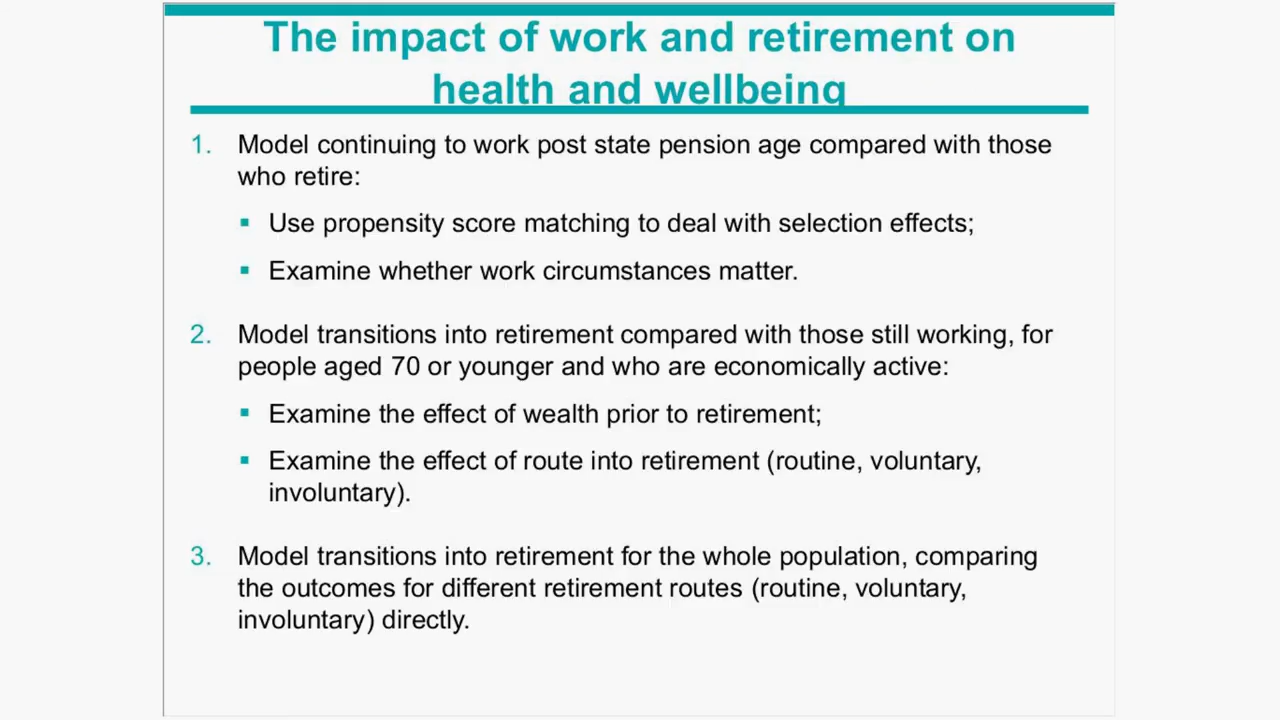 The impact of work and retirement on
health and wellbeing
1. Model continuing to work post state pension age compared with those
who retire:
▪ Use propensity score matching to deal with selection effects;
▪ Examine whether work circumstances matter.
2. Model transitions into retirement compared with those still working, for
people aged 70 or younger and who are economically active:
▪ Examine the effect of wealth prior to retirement;
▪ Examine the effect of route into retirement (routine, voluntary,
involuntary).
3. Model transitions into retirement for the whole population, comparing
the outcomes for different retirement routes (routine, voluntary,
involuntary) directly.